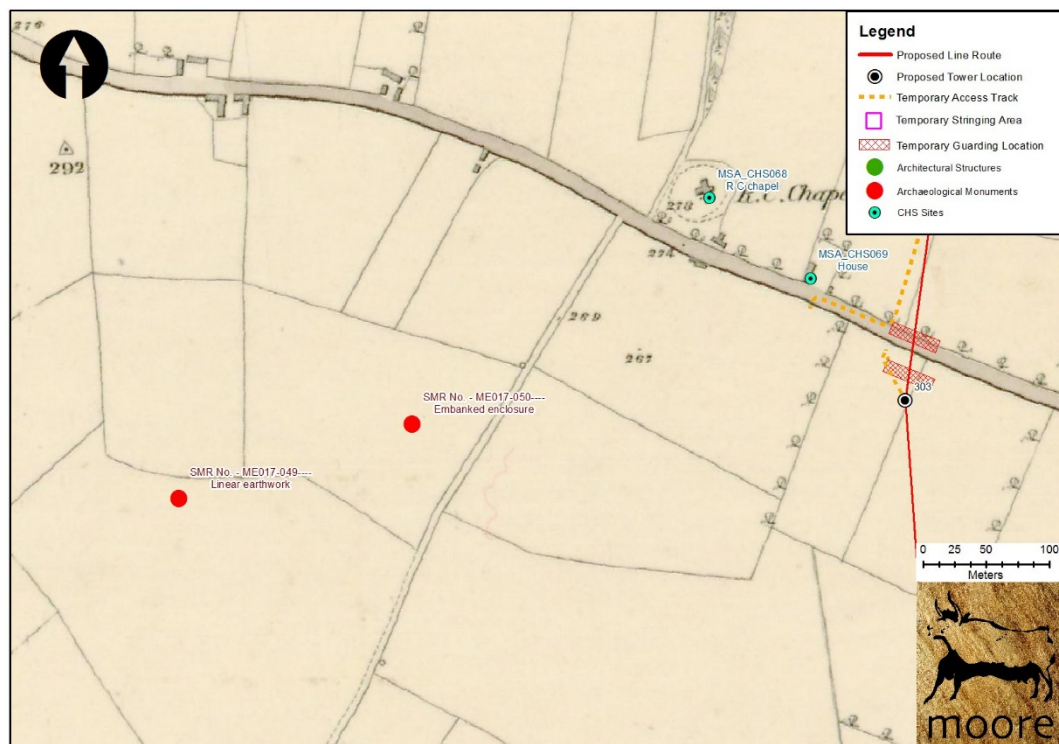 276
292
MSA_CHS068
R C chapel
278
R.C. Chape
274
MSA_CHS069
House
269
267
303
SMR No. - ME017-050----
Embanked enclosure
SMR No. - ME017-049----
Linear earthwork
Legend
Proposed Line Route
Proposed Tower Location
Temporary Access Track
Temporary Stringing Area
Temporary Guarding Location
Architectural Structures
Archaeological Monuments
CHS Sites
0 25 50 100
Meters
moore